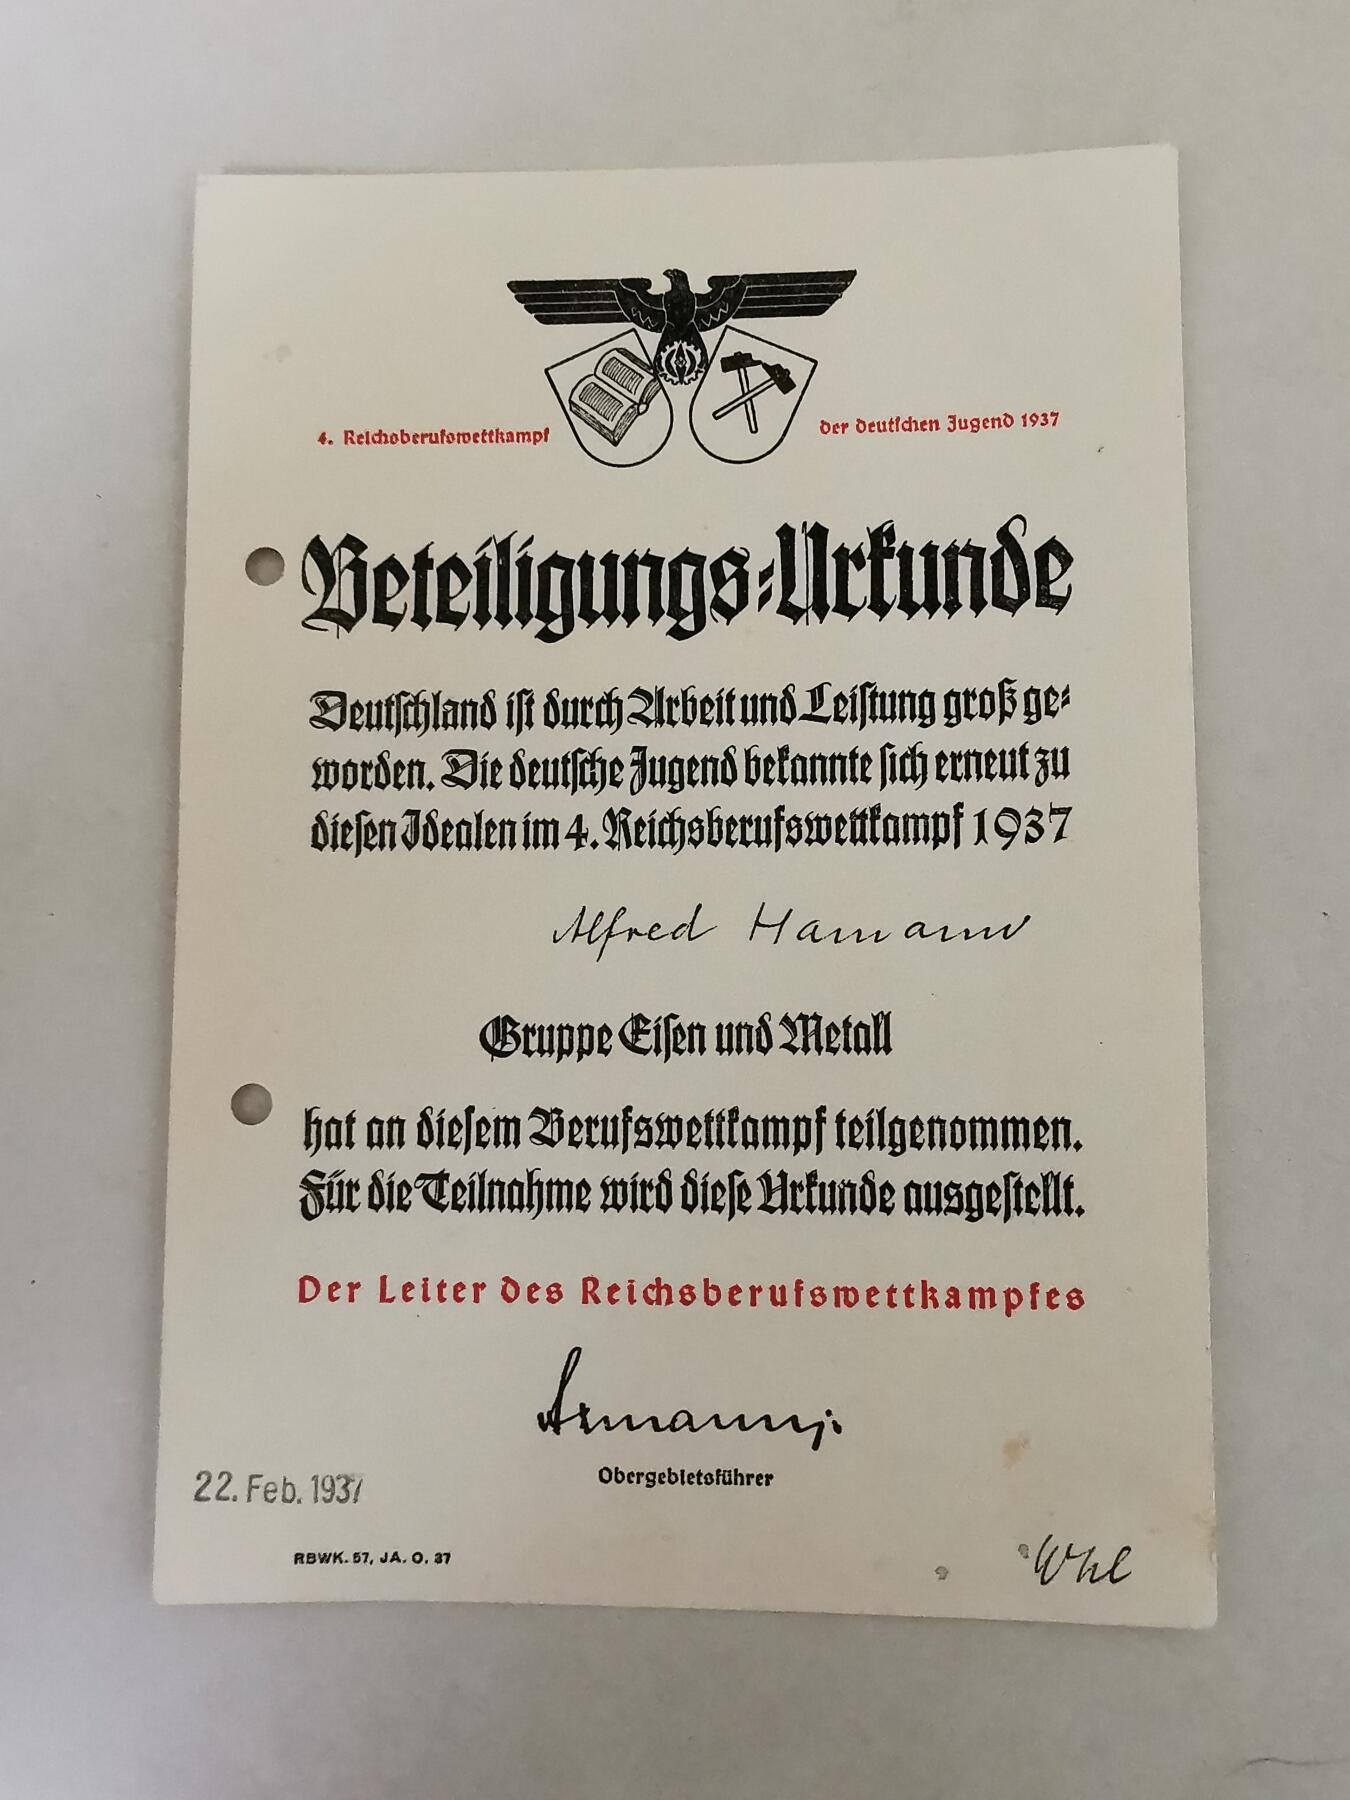 4. Reichsberufswettkampf der deutschen Jugend 1937
Beteiligungs-Urkunde
Deutschland ist durch Arbeit und Leistung groß ge-
worden. Die deutsche Jugend bekannte sich erneut zu
diesen Idealen im 4. Reichsberufswettkampf 1937
Alfred Hamann
Gruppe Eisen und Metall
hat an diesem Berufswettkampf teilgenommen.
Für die Teilnahme wird diese Urkunde ausgestellt.
Der Leiter des Reichsberufswettkampfes
Obergebietsführer
22. Feb. 1937
RBWK. 57, JA. O. 37